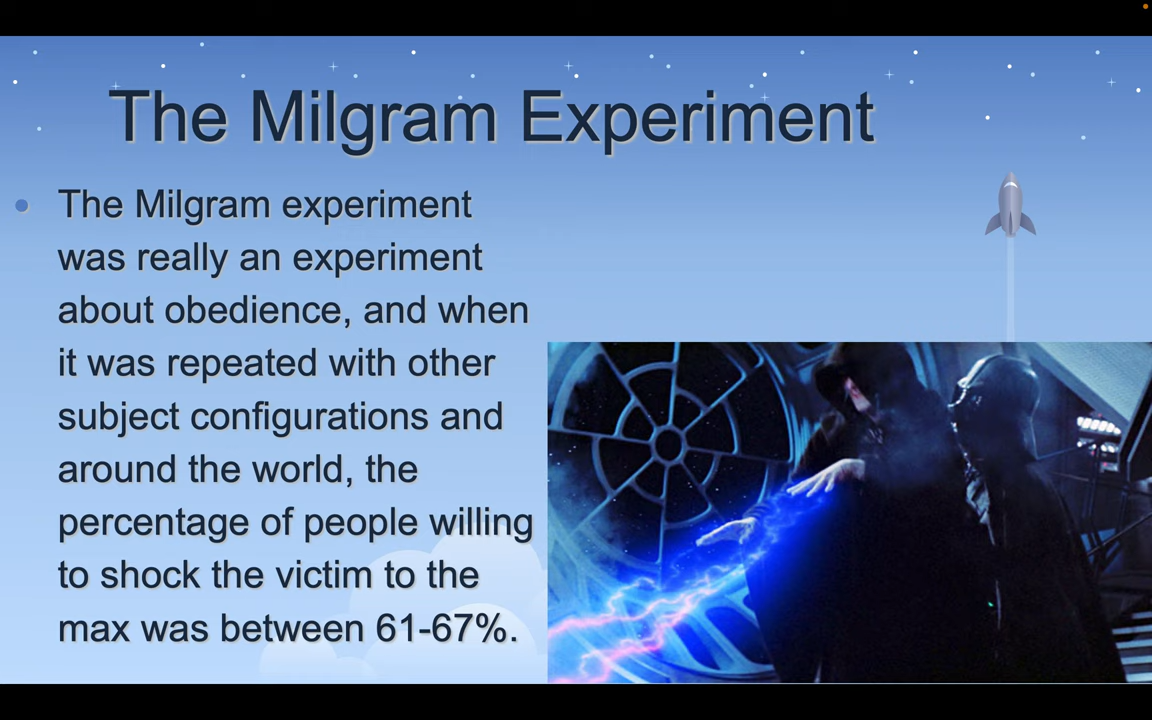 The Milgram Experiment
• The Milgram experiment
was really an experiment
about obedience, and when
it was repeated with other
subject configurations and
around the world, the
percentage of people willing
to shock the victim to the
max was between 61-67%.